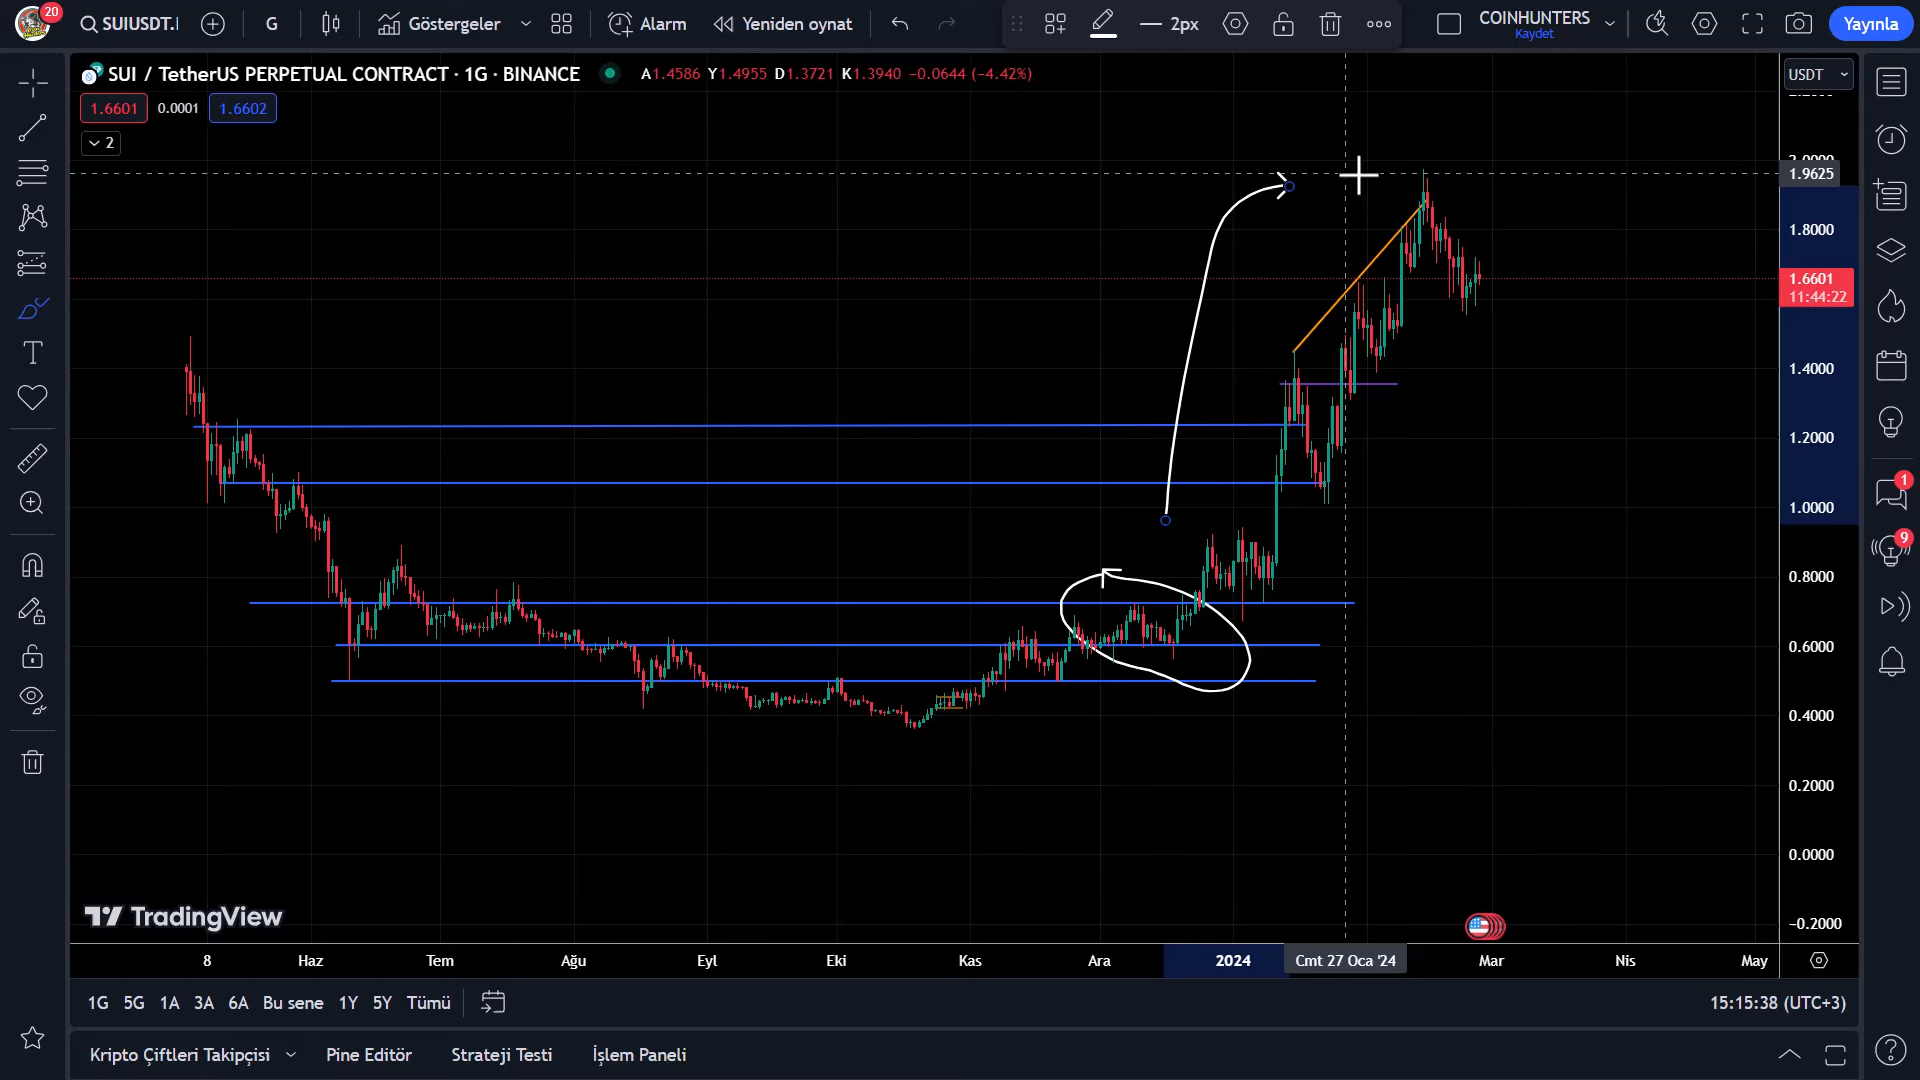 20
SUIUSDT.
G
Göstergeler
Alarm
Yeniden oynat
2px
COINHUNTERS
Kaydet
Yayınla
SUI / TetherUS PERPETUAL CONTRACT · 1G · BINANCE
A1.4586 Y1.4955 D1.3721 K1.3940 −0.0644 (−4.42%)
USDT
1.6601
0.0001
1.6602
2
1.9625
1.8000
1.6601
11:44:22
1.4000
1.2000
1.0000
0.8000
0.6000
0.4000
0.2000
0.0000
−0.2000
1
9
TradingView
8
Haz
Tem
Ağu
Eyl
Eki
Kas
Ara
2024
Cmt 27 Oca '24
Mar
Nis
May
1G 5G 1A 3A 6A Bu sene 1Y 5Y Tümü
15:15:38 (UTC+3)
Kripto Çiftleri Takipçisi
Pine Editör
Strateji Testi
İşlem Paneli